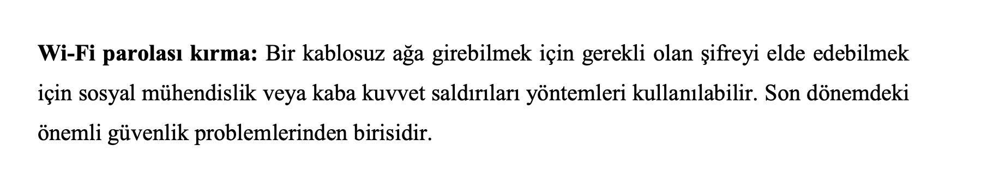 Wi-Fi parolası kırma: Bir kablosuz ağa girebilmek için gerekli olan şifreyi elde edebilmek
için sosyal mühendislik veya kaba kuvvet saldırıları yöntemleri kullanılabilir. Son dönemdeki
önemli güvenlik problemlerinden birisidir.